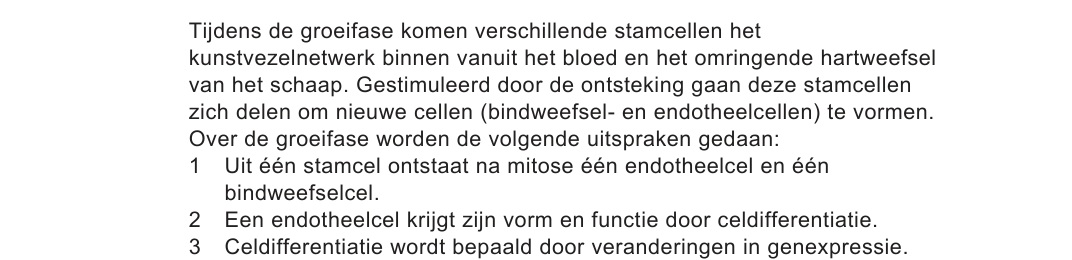 Tijdens de groeifase komen verschillende stamcellen het
kunstvezelnetwerk binnen vanuit het bloed en het omringende hartweefsel
van het schaap. Gestimuleerd door de ontsteking gaan deze stamcellen
zich delen om nieuwe cellen (bindweefsel- en endotheelcellen) te vormen.
Over de groeifase worden de volgende uitspraken gedaan:
1 Uit één stamcel ontstaat na mitose één endotheelcel en één
bindweefselcel.
2 Een endotheelcel krijgt zijn vorm en functie door celdifferentiatie.
3 Celdifferentiatie wordt bepaald door veranderingen in genexpressie.